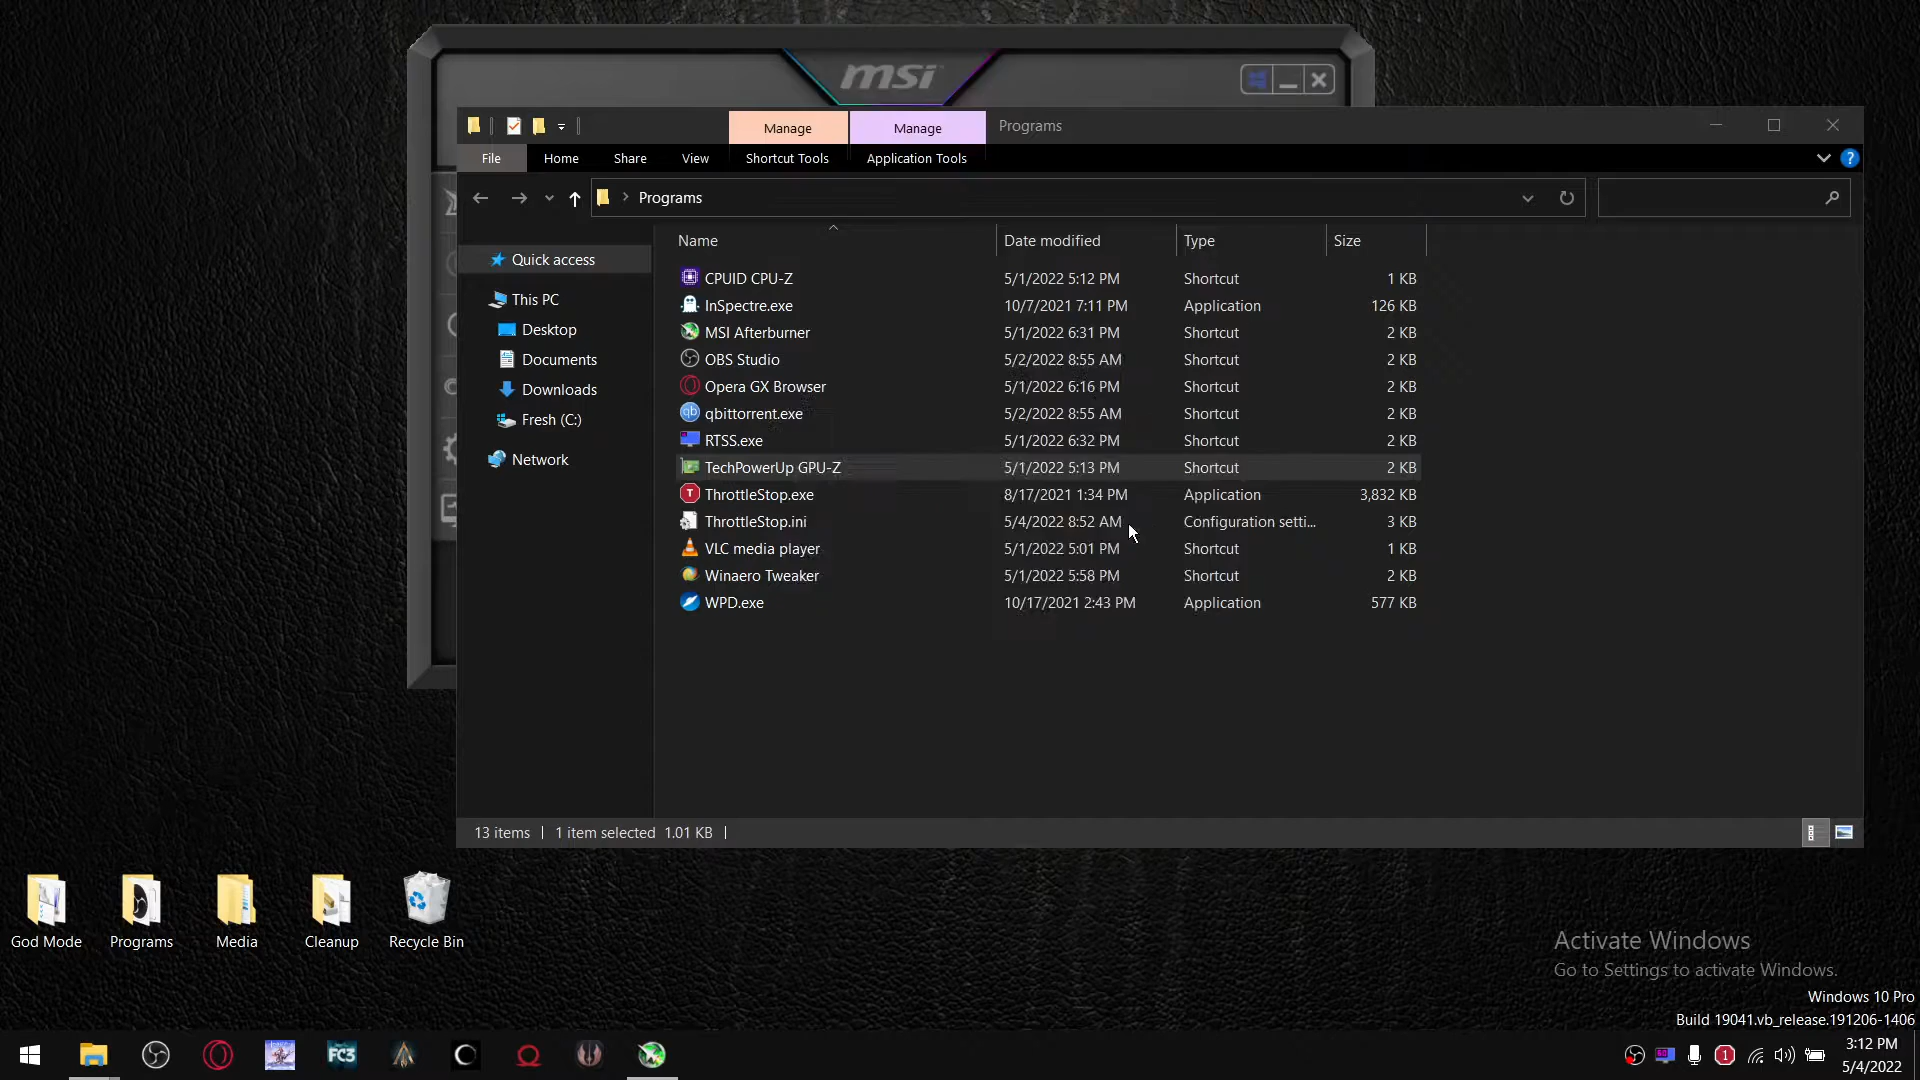 msi
Manage
Manage
Programs
File
Home
Share
View
Shortcut Tools
Application Tools
?
Programs
Name
Date modified
Type
Size
Quick access
This PC
Desktop
Documents
Downloads
Fresh (C:)
Network
CPUID CPU-Z 5/1/2022 5:12 PM Shortcut 1 KB
InSpectre.exe 10/7/2021 7:11 PM Application 126 KB
MSI Afterburner 5/1/2022 6:31 PM Shortcut 2 KB
OBS Studio 5/2/2022 8:55 AM Shortcut 2 KB
Opera GX Browser 5/1/2022 6:16 PM Shortcut 2 KB
qb qbittorrent.exe 5/2/2022 8:55 AM Shortcut 2 KB
RTSS.exe 5/1/2022 6:32 PM Shortcut 2 KB
TechPowerUp GPU-Z 5/1/2022 5:13 PM Shortcut 2 KB
T ThrottleStop.exe 8/17/2021 1:34 PM Application 3,832 KB
ThrottleStop.ini 5/4/2022 8:52 AM Configuration setti... 3 KB
VLC media player 5/1/2022 5:01 PM Shortcut 1 KB
Winaero Tweaker 5/1/2022 5:58 PM Shortcut 2 KB
WPD.exe 10/17/2021 2:43 PM Application 577 KB
13 items
1 item selected 1.01 KB
God Mode
Programs
Media
Cleanup
Recycle Bin
Activate Windows
Go to Settings to activate Windows.
Windows 10 Pro
Build 19041.vb_release.191206-1406
FC3
60
1
3:12 PM
5/4/2022